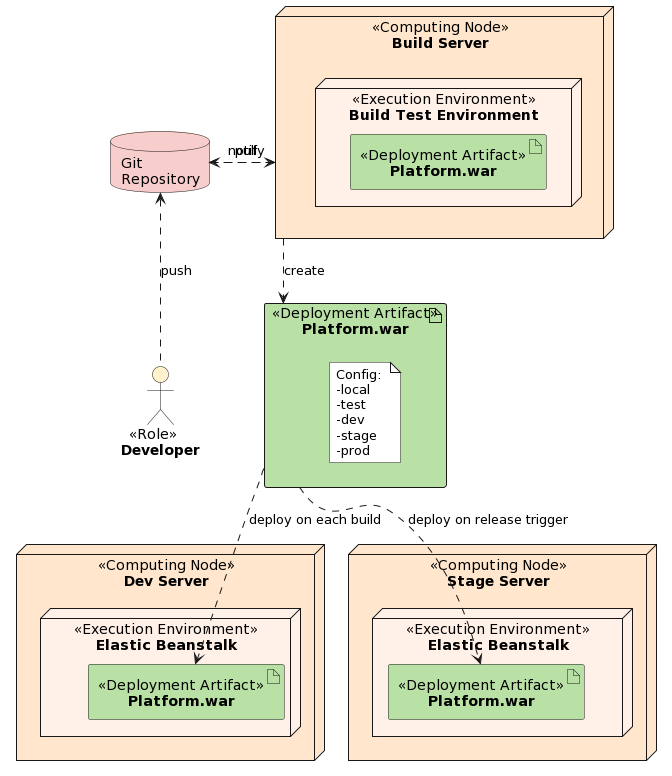 «Computing Node»
Build Server
«Execution Environment»
Build Test Environment
«Deployment Artifact»
Platform.war
Git
Repository
notify
pull
push
create
«Deployment Artifact»
Platform.war
Config:
-local
-test
-dev
-stage
-prod
«Role»
Developer
deploy on each build
deploy on release trigger
«Computing Node»
Dev Server
«Execution Environment»
Elastic Beanstalk
«Deployment Artifact»
Platform.war
«Computing Node»
Stage Server
«Execution Environment»
Elastic Beanstalk
«Deployment Artifact»
Platform.war